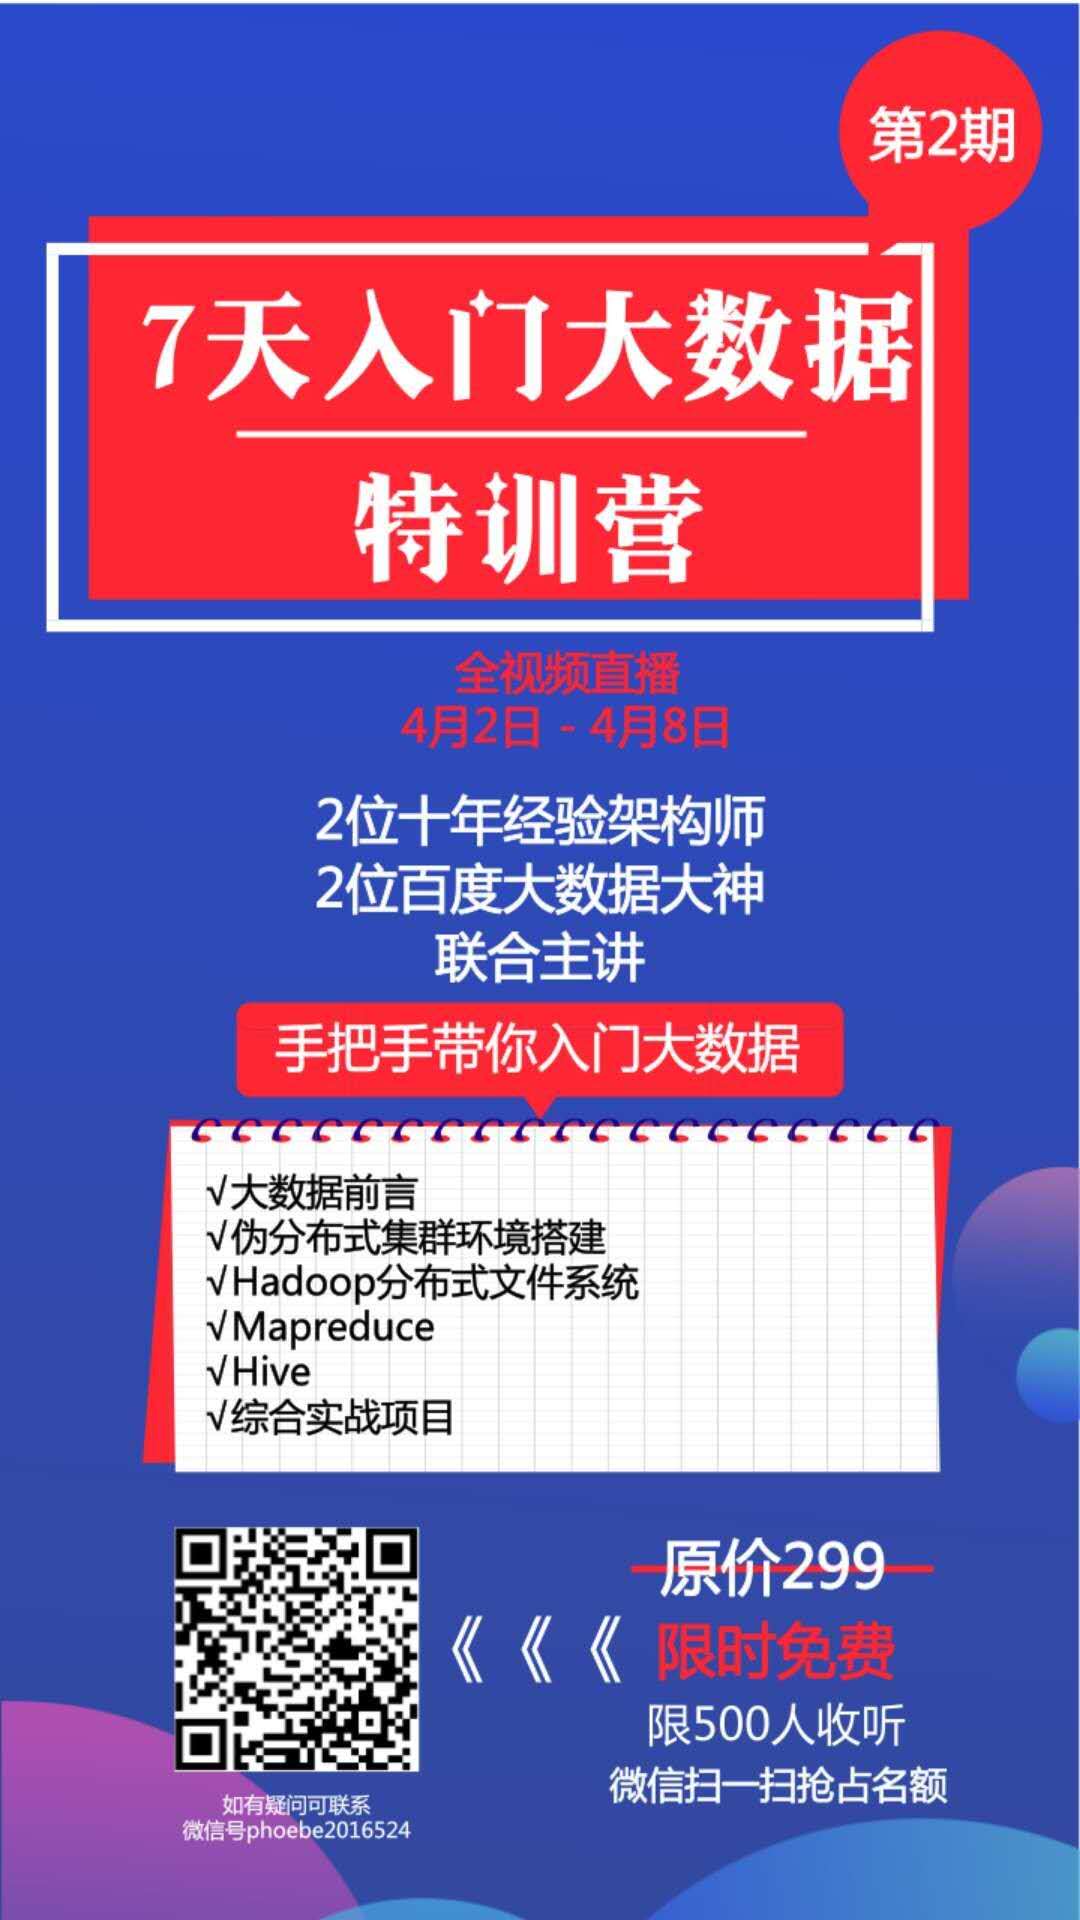 第2期
7天入门大数据
特训营
全视频直播
4月2日 - 4月8日
2位十年经验架构师
2位百度大数据大神
联合主讲
手把手带你入门大数据
√大数据前言
√伪分布式集群环境搭建
√Hadoop分布式文件系统
√Mapreduce
√Hive
√综合实战项目
原价299
《《《 限时免费
限500人收听
微信扫一扫抢占名额
如有疑问可联系
微信号phoebe2016524